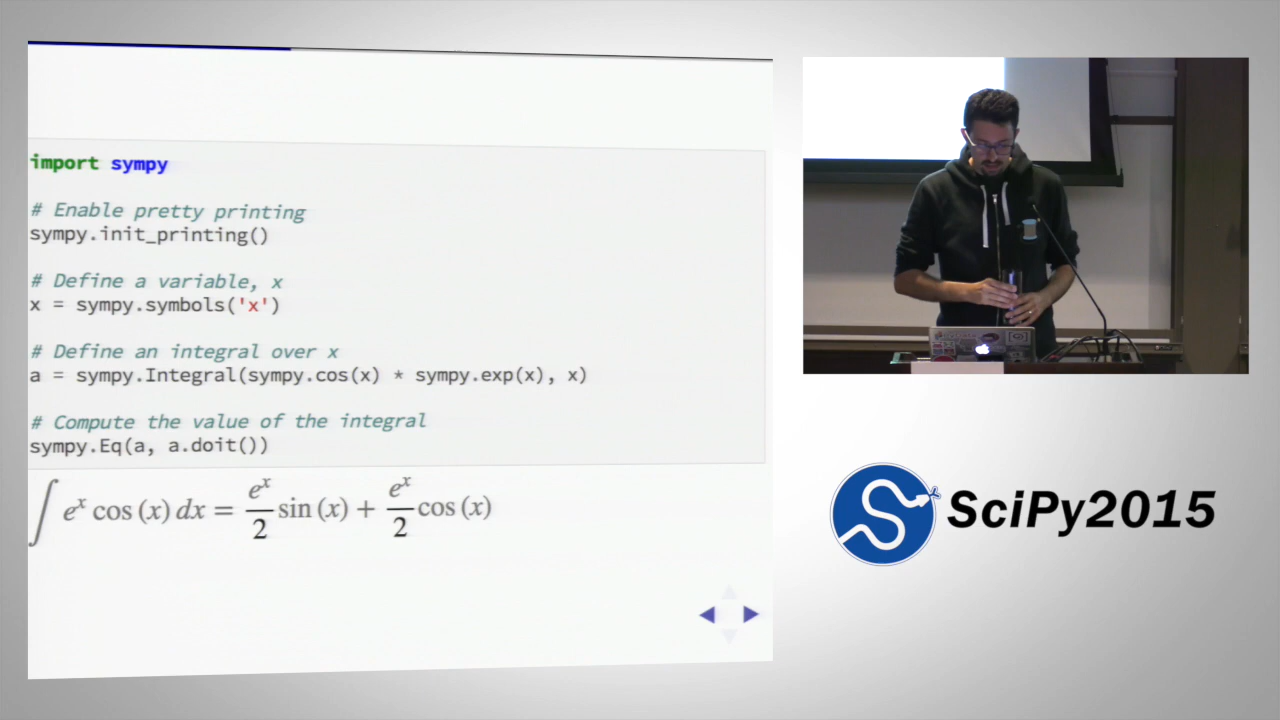 import sympy
# Enable pretty printing
sympy.init_printing()
# Define a variable, x
x = sympy.symbols('x')
# Define an integral over x
a = sympy.Integral(sympy.cos(x) * sympy.exp(x), x)
# Compute the value of the integral
sympy.Eq(a, a.doit())
∫ e^x cos (x) dx = e^x/2 sin (x) + e^x/2 cos (x)
SciPy2015